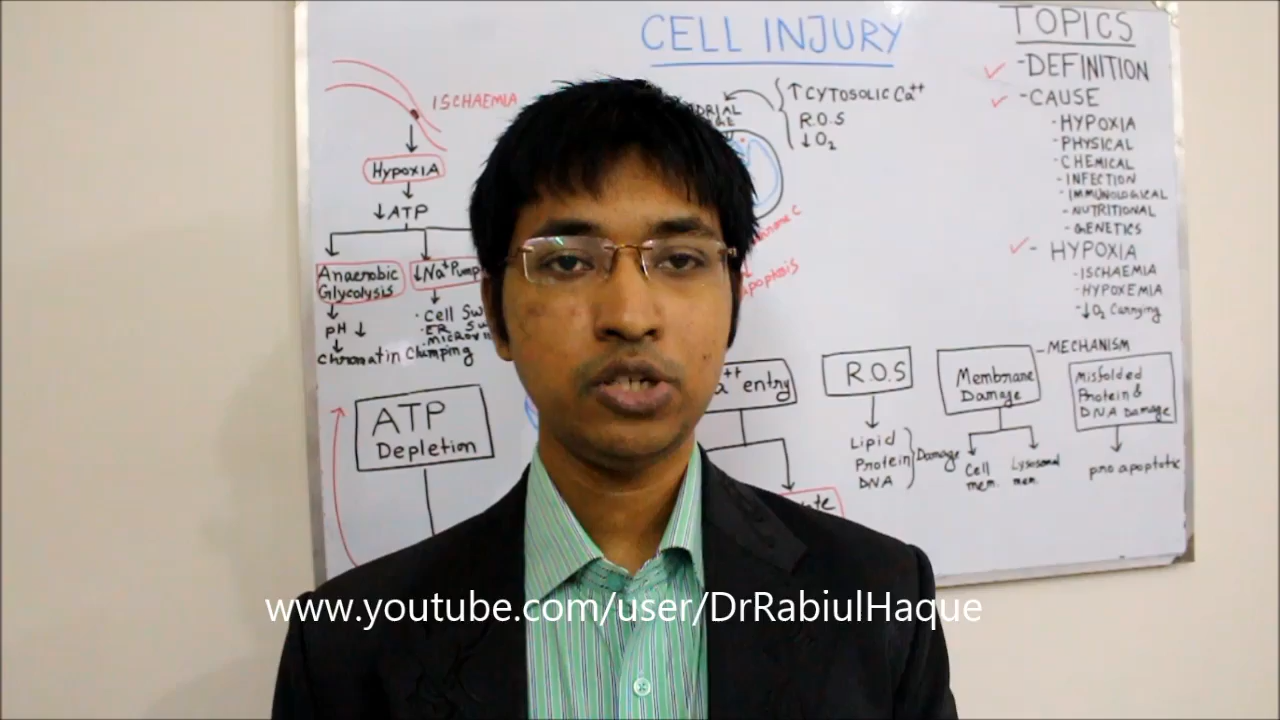 CELL INJURY
TOPICS
-DEFINITION
-CAUSE
-HYPOXIA
-PHYSICAL
-CHEMICAL
-INFECTION
-IMMUNOLOGICAL
-NUTRITIONAL
-GENETICS
- HYPOXIA
-ISCHAEMIA
-HYPOXEMIA
-↓O₂ Carrying
-MECHANISM
ISCHAEMIA
HYPOXIA
↓ATP
Anaerobic
Glycolysis
pH ↓
Chromatin Clumping
↓Na⁺Pump
·Cell
·ER
↑CYTOSOLIC Ca⁺⁺
R.O.S
↓O₂
ATP
Depletion
entry
R.O.S
Lipid
Protein
DNA
Damage
Membrane
Damage
Cell
mem.
Lysosomal
mem.
Misfolded
Protein &
DNA Damage
pro apoptotic
www.youtube.com/user/DrRabiulHaque